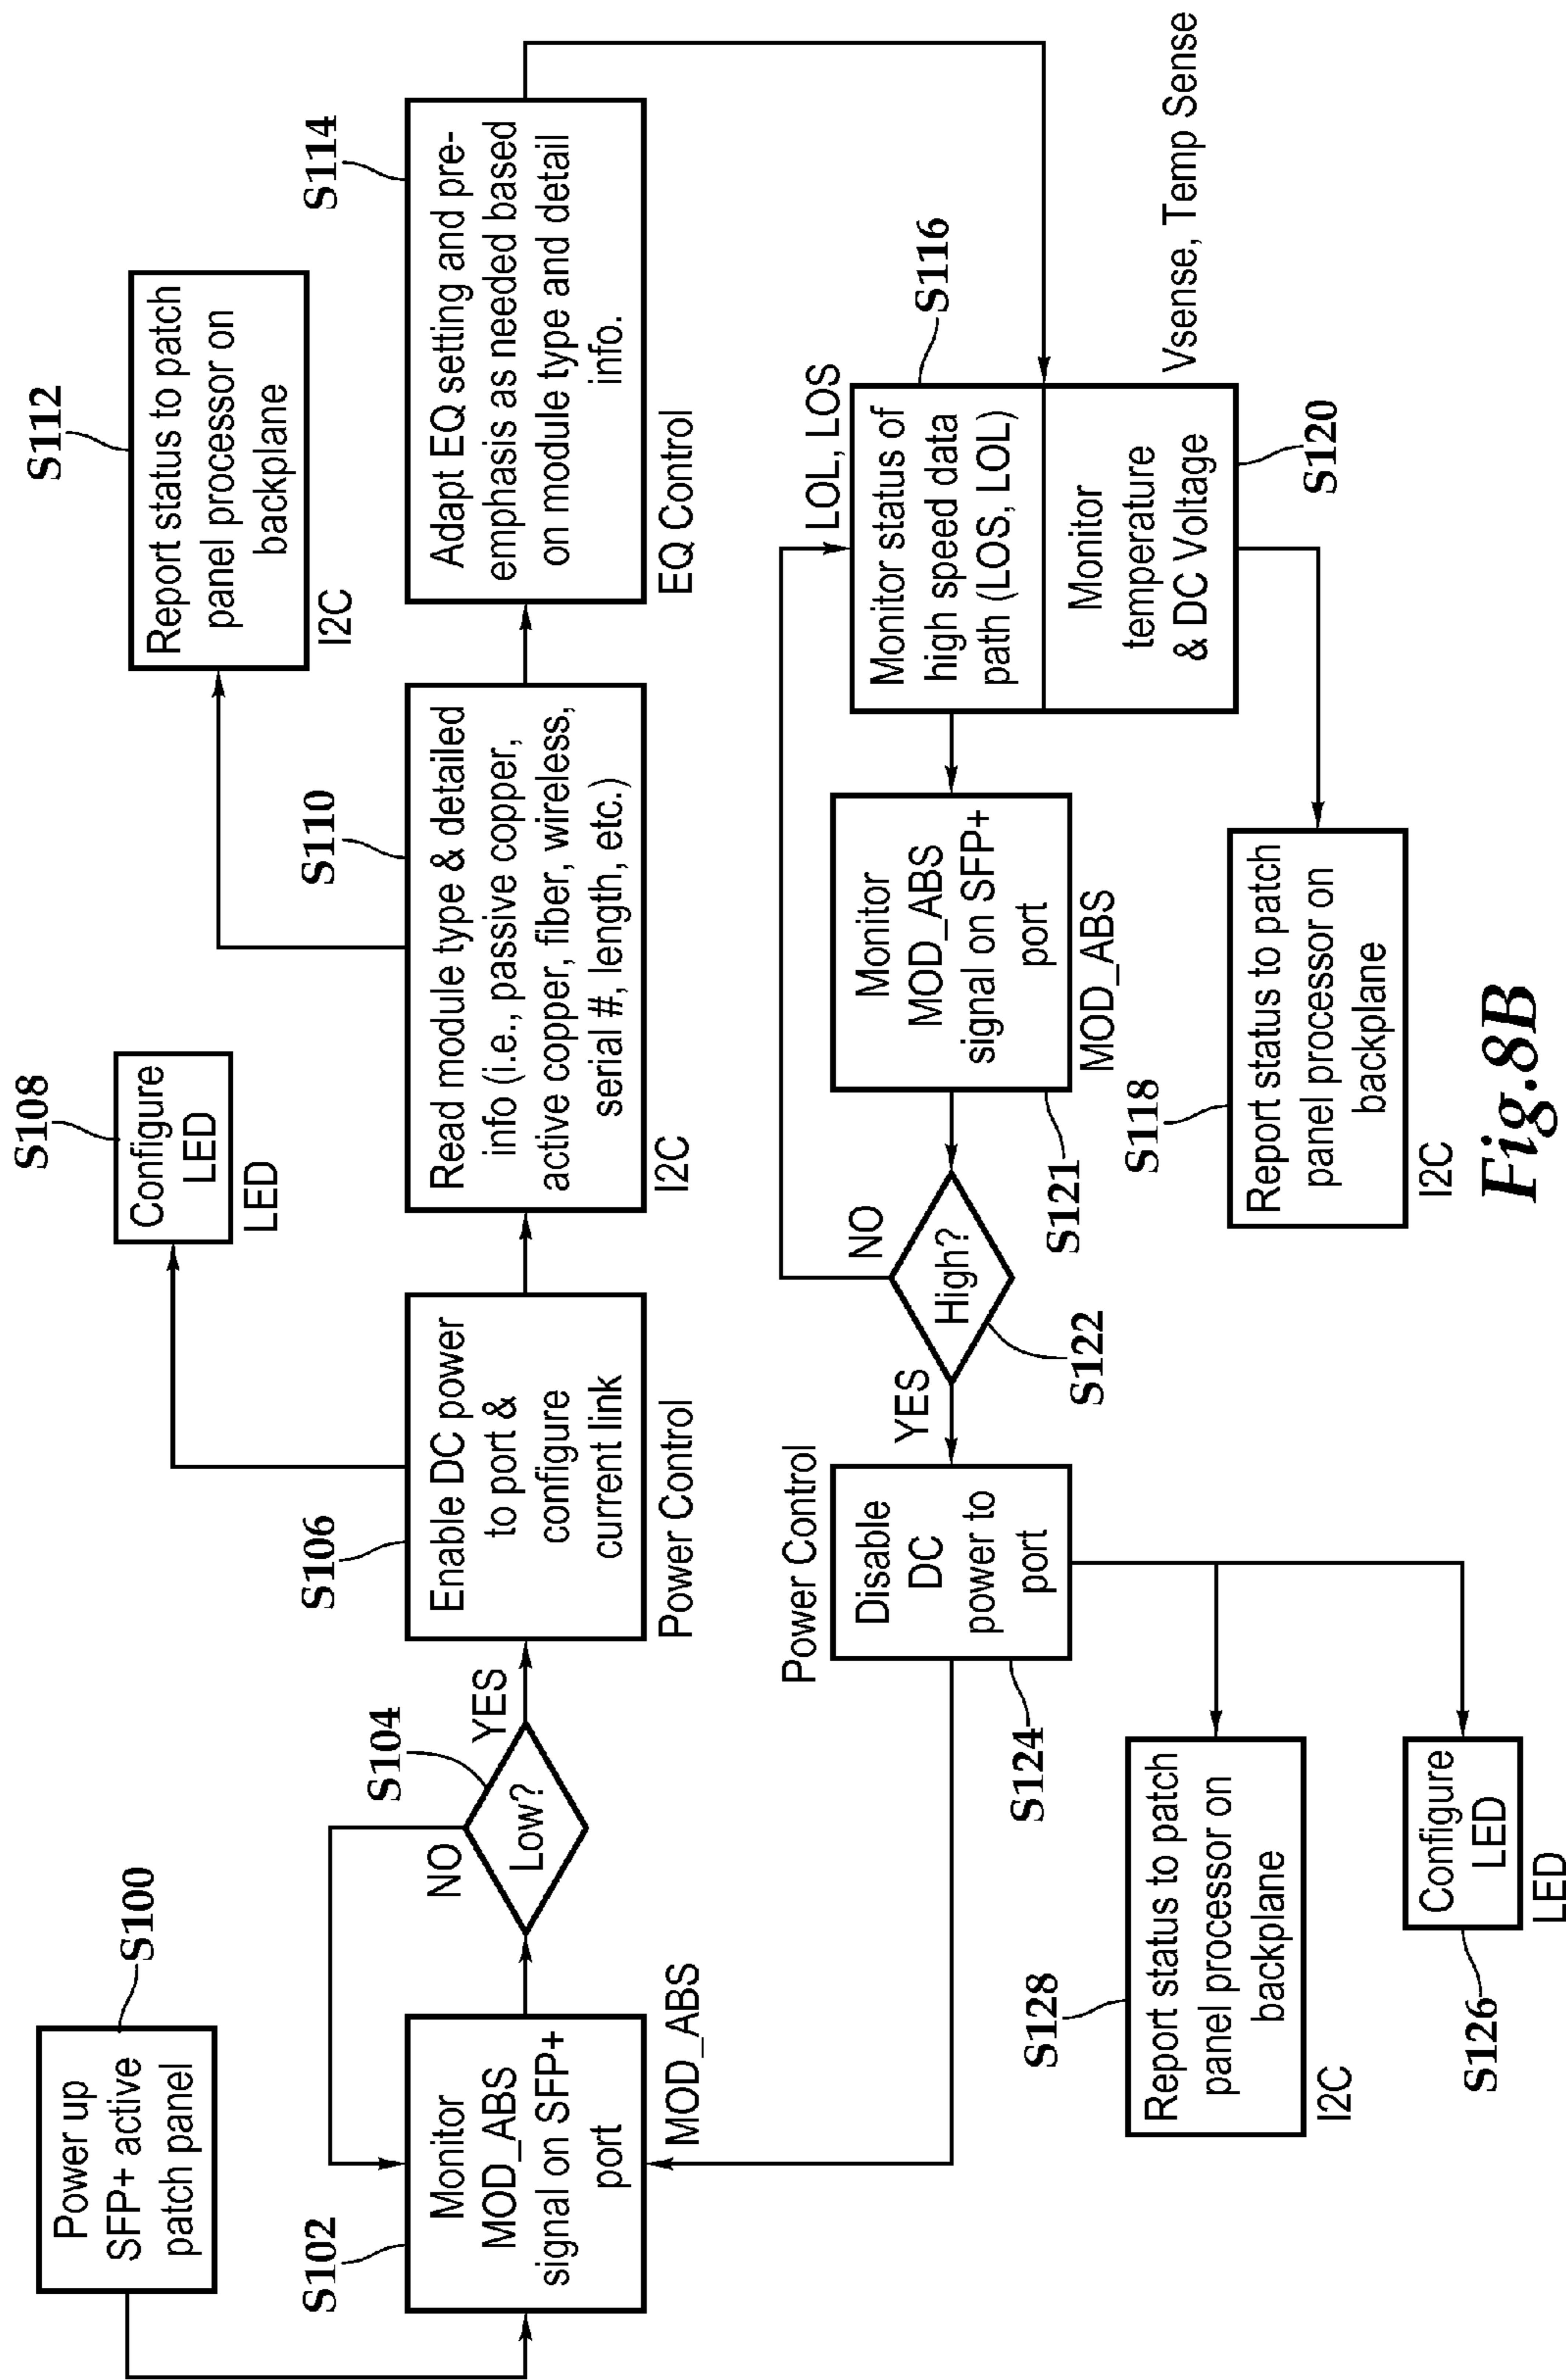 S100
Power up
SFP+ active
patch panel
S102
Monitor
MOD_ABS
signal on SFP+
port
MOD_ABS
S104
Low?
NO
YES
S106
Enable DC power
to port &
configure
current link
Power Control
S108
Configure
LED
LED
S110
Read module type & detailed
info (i.e., passive copper,
active copper, fiber, wireless,
serial #, length, etc.)
I2C
S112
Report status to patch
panel processor on
backplane
I2C
S114
Adapt EQ setting and pre-
emphasis as needed based
on module type and detail
info.
EQ Control
LOL, LOS
S116
Monitor status of
high speed data
path (LOS, LOL)
Monitor
temperature
& DC Voltage
S120
Vsense, Temp Sense
S118
Report status to patch
panel processor on
backplane
I2C
Monitor
MOD_ABS
signal on SFP+
port
MOD_ABS
S121
High?
NO
YES
S122
Power Control
Disable
DC
power to
port
S124
S128
Report status to patch
panel processor on
backplane
I2C
Configure
LED
LED
S126
Fig.8B